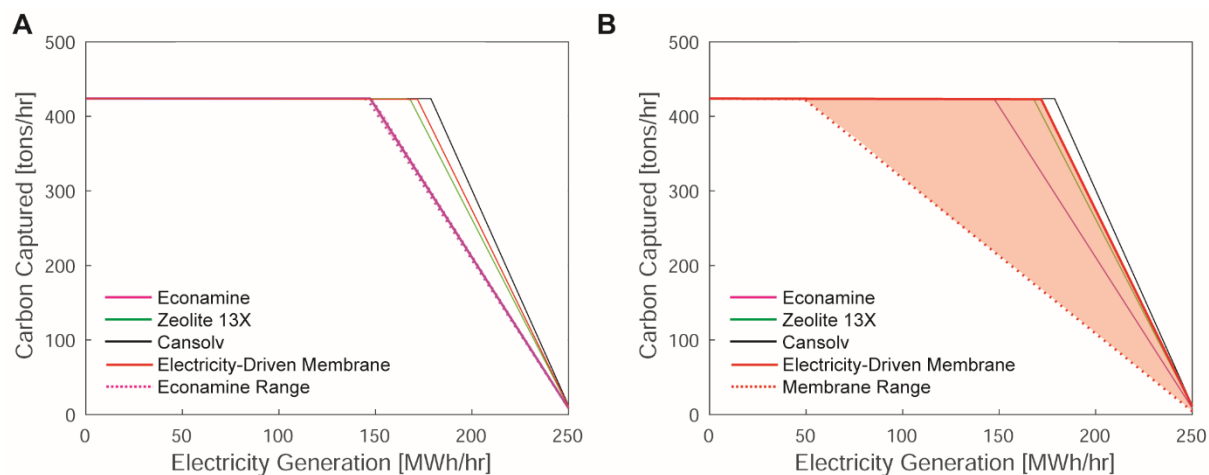 A
Carbon Captured [tons/hr]
500
400
300
200
100
0
Econamine
Zeolite 13X
Cansolv
Electricity-Driven Membrane
Econamine Range
0 50 100 150 200 250
Electricity Generation [MWh/hr]
B
Carbon Captured [tons/hr]
500
400
300
200
100
0
Econamine
Zeolite 13X
Cansolv
Electricity-Driven Membrane
Membrane Range
0 50 100 150 200 250
Electricity Generation [MWh/hr]